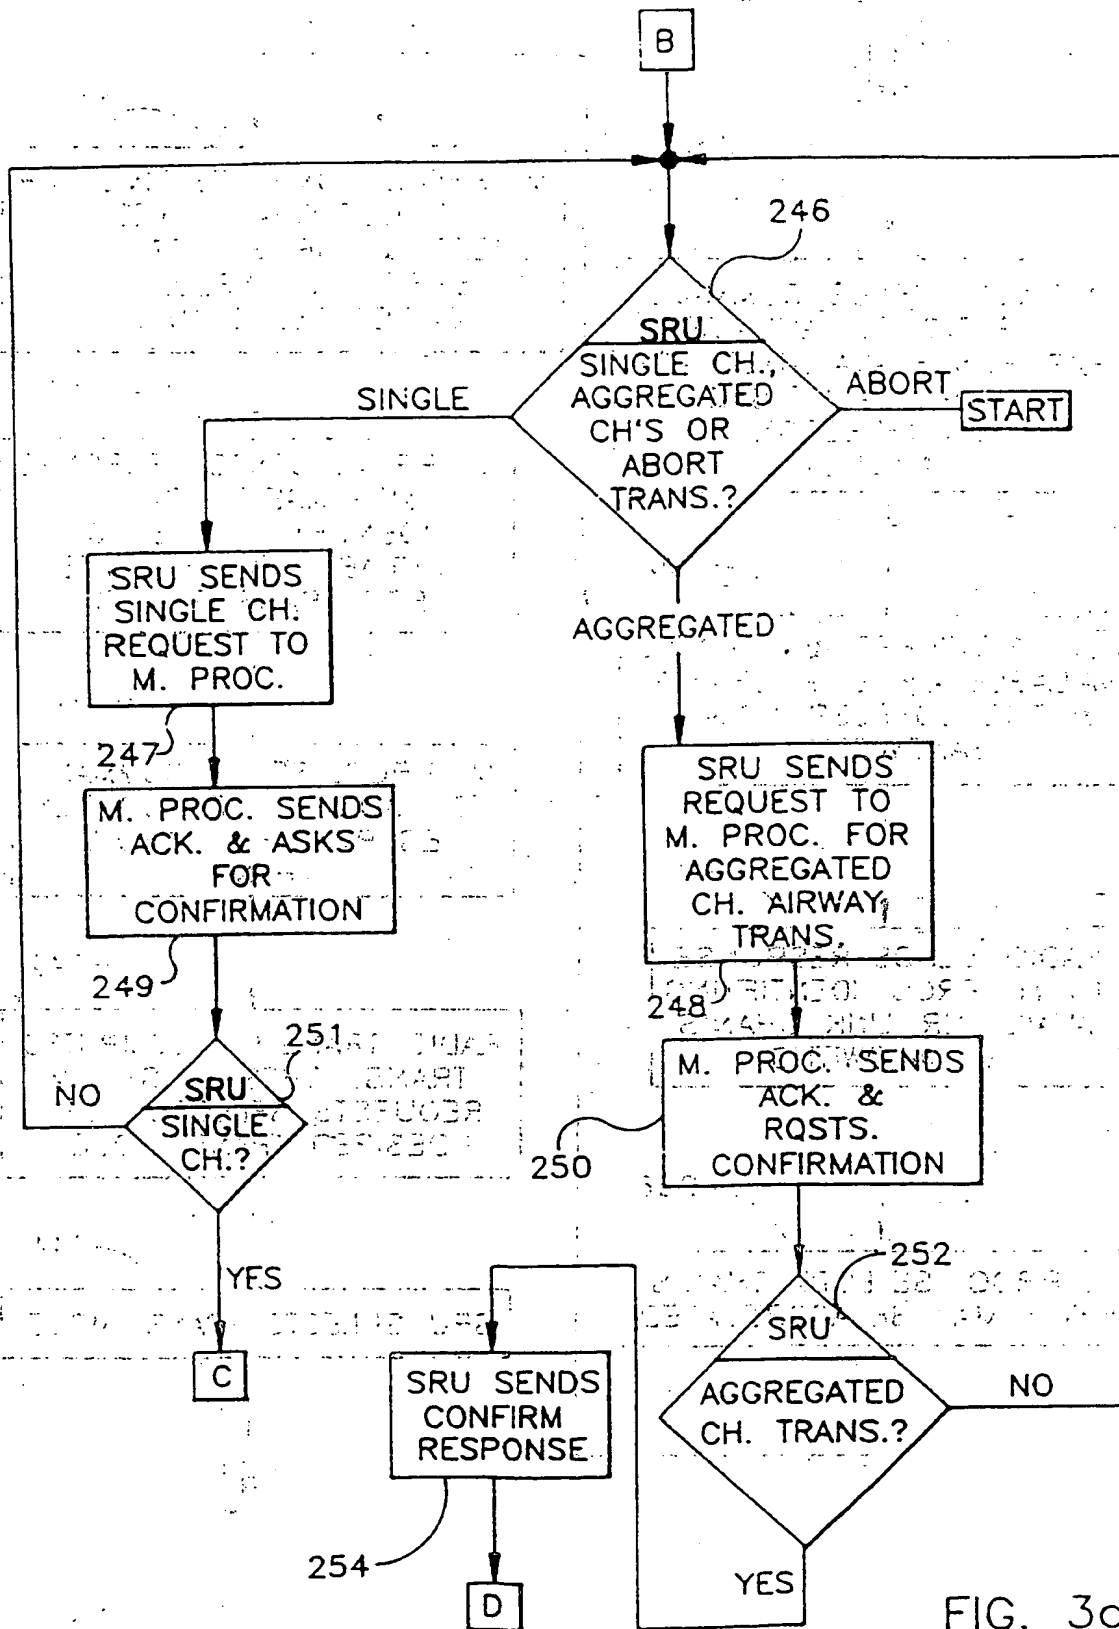 B
246
SRU
SINGLE CH.,
AGGREGATED
CH'S OR
ABORT
TRANS.?
ABORT
START
SINGLE
AGGREGATED
SRU SENDS
SINGLE CH.
REQUEST TO
M. PROC.
247
M. PROC. SENDS
ACK. & ASKS
FOR
CONFIRMATION
249
SRU SENDS
REQUEST TO
M. PROC. FOR
AGGREGATED
CH. AIRWAY
TRANS.
248
251
SRU
SINGLE
CH.?
NO
YES
C
M. PROC. SENDS
ACK. &
RQSTS.
CONFIRMATION
250
252
SRU
AGGREGATED
CH. TRANS.?
NO
YES
SRU SENDS
CONFIRM
RESPONSE
254
D
FIG.